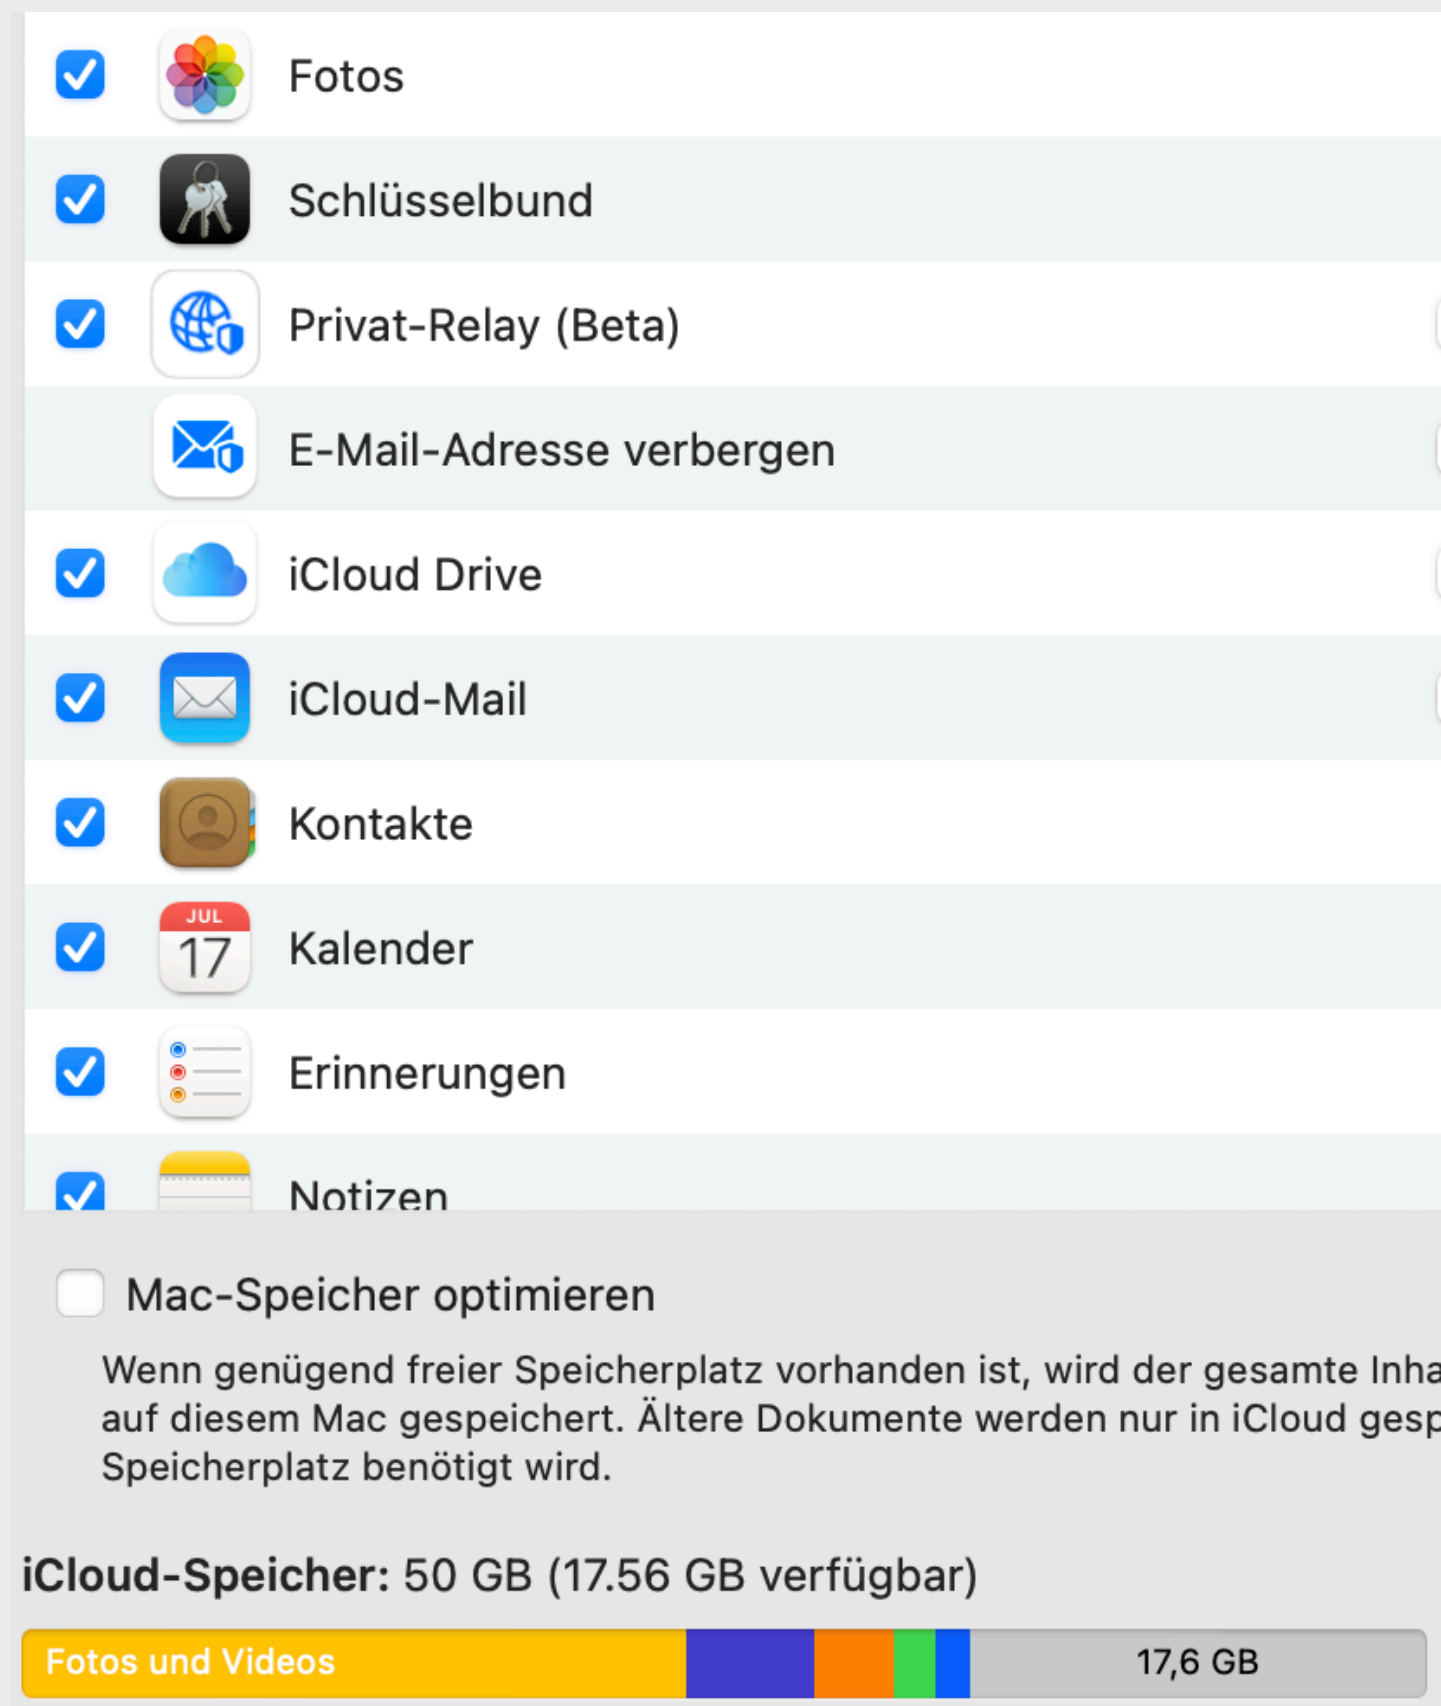 Fotos
Schlüsselbund
Privat-Relay (Beta)
E-Mail-Adresse verbergen
iCloud Drive
iCloud-Mail
Kontakte
JUL
17
Kalender
Erinnerungen
Notizen
Mac-Speicher optimieren
Wenn genügend freier Speicherplatz vorhanden ist, wird der gesamte Inha
auf diesem Mac gespeichert. Ältere Dokumente werden nur in iCloud gesp
Speicherplatz benötigt wird.
iCloud-Speicher: 50 GB (17.56 GB verfügbar)
Fotos und Videos 17,6 GB